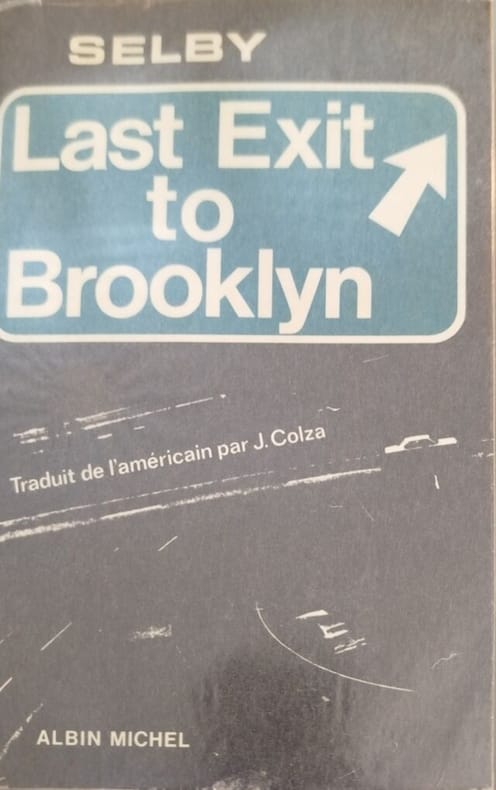 SELBY
Last Exit
to
Brooklyn
Traduit de l'américain par J. Colza
ALBIN MICHEL